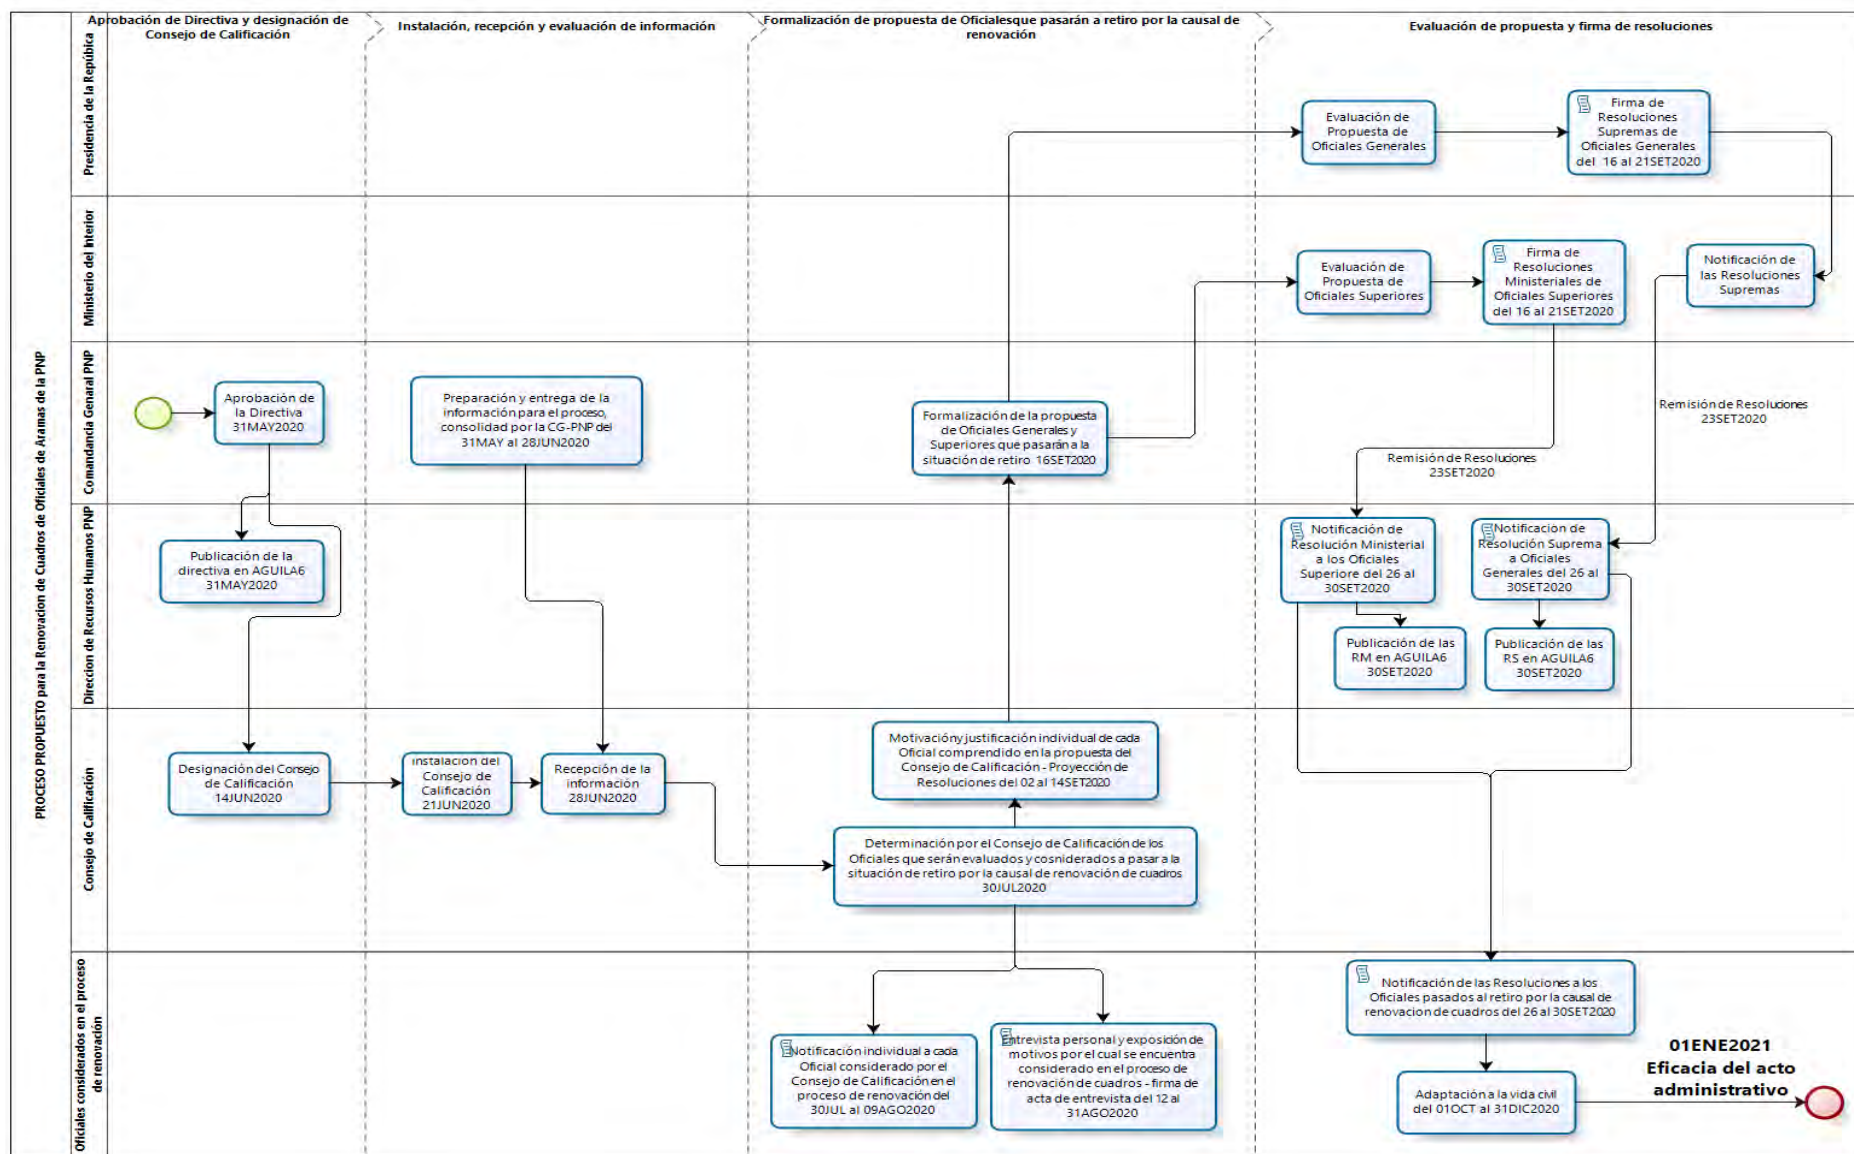 Aprobación de Directiva y designación de
Consejo de Calificación
Instalación, recepción y evaluación de información
Formalización de propuesta de Oficialesque pasarán a retiro por la causal de
renovación
Evaluación de propuesta y firma de resoluciones
PROCESO PROPUESTO para la Renovacion de Cuadros de Oficiales de Aramas de la PNP
Presidencia de la República
Evaluación de
Propuesta de
Oficiales Generales
Firma de
Resoluciones
Supremas de
Oficiales Generales
del 16 al 21SET2020
Ministerio del Interior
Evaluación de
Propuesta de
Oficiales Superiores
Firma de
Resoluciones
Ministeriales de
Oficiales Superiores
del 16 al 21SET2020
Notificación de
las Resoluciones
Supremas
Comandancia Genaral PNP
Aprobación de
la Directiva
31MAY2020
Preparación y entrega de la
información para el proceso,
consolidad por la CG-PNP del
31MAY al 28JUN2020
Formalización de la propuesta
de Oficiales Generales y
Superiores que pasarán a la
situación de retiro 16SET2020
Remisión de Resoluciones
23SET2020
Remisión de Resoluciones
23SET2020
Direccion de Recursos Humanos PNP
Publicación de la
directiva en AGUILA6
31MAY2020
Notificación de
Resolución Ministerial
a los Oficiales
Superiore del 26 al
30SET2020
Notificacion de
Resolución Suprema
a Oficiales
Generales del 26 al
30SET2020
Publicación de las
RM en AGUILA6
30SET2020
Publicación de las
RS en AGUILA6
30SET2020
Consejo de Calificación
Designación del Consejo
de Calificación
14JUN2020
Instalación del
Consejo de
Calificación
21JUN2020
Recepción de la
información
28JUN2020
Motivación y justificación individual de cada
Oficial comprendido en la propuesta del
Consejo de Calificación - Proyección de
Resoluciones del 02 al 14SET2020
Determinación por el Consejo de Calificación de los
Oficiales que serán evaluados y cosniderados a pasar a la
situación de retiro por la causal de renovación de cuadros
30JUL2020
Oficiales considerados en el proceso
de renovación
Notificación individual a cada
Oficial considerado por el
Consejo de Calificación en el
proceso de renovación del
30JUL al 09AGO2020
Entrevista personal y exposición de
motivos por el cual se encuentra
considerado en el proceso de
renovación de cuadros - firma de
acta de entrevista del 12 al
31AGO2020
Notificación de las Resoluciones a los
Oficiales pasados al retiro por la causal de
renovacion de cuadros del 26 al 30SET2020
Adaptación a la vida civil
del 01OCT al 31DIC2020
01ENE2021
Eficacia del acto
administrativo